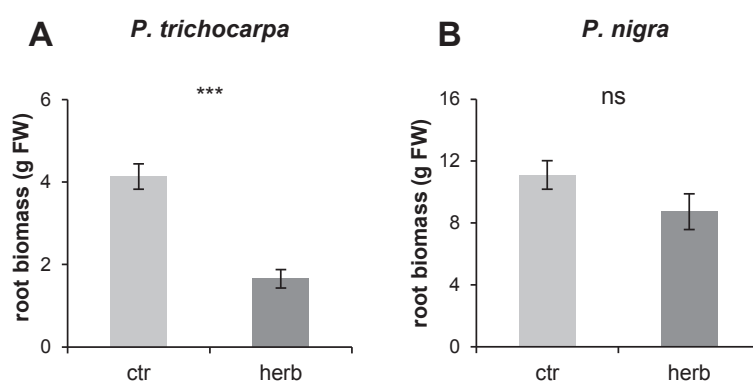 A
P. trichocarpa
***
root biomass (g FW)
6
4
2
0
ctr
herb
B
P. nigra
ns
root biomass (g FW)
16
12
8
4
0
ctr
herb